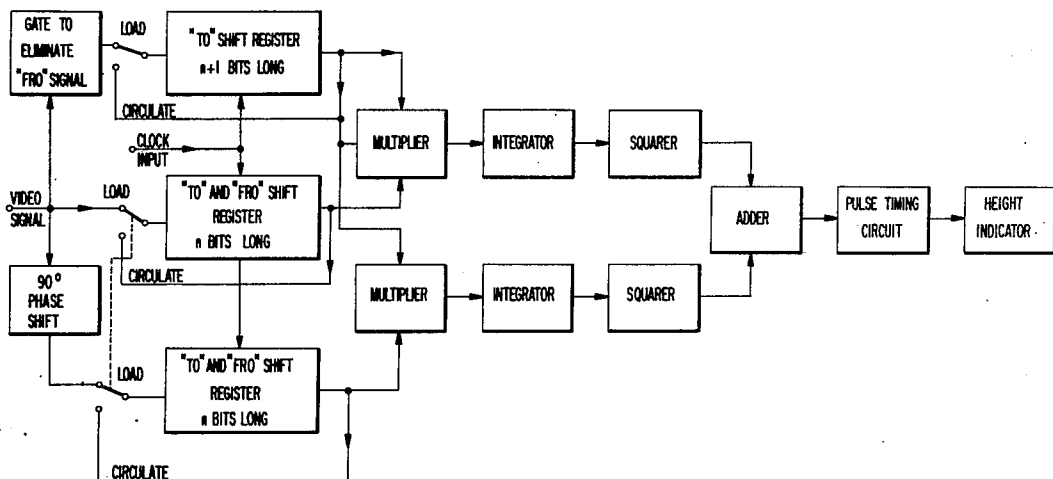 GATE TO
ELIMINATE
"FRO" SIGNAL
LOAD
"TO" SHIFT REGISTER
n+1 BITS LONG
CIRCULATE
CLOCK
INPUT
MULTIPLIER
INTEGRATOR
SQUARER
VIDEO
SIGNAL
LOAD
"TO" AND "FRO" SHIFT
REGISTER
n BITS LONG
CIRCULATE
ADDER
PULSE TIMING
CIRCUIT
HEIGHT
INDICATOR
90°
PHASE
SHIFT
MULTIPLIER
INTEGRATOR
SQUARER
LOAD
"TO" AND "FRO" SHIFT
REGISTER
n BITS LONG
CIRCULATE